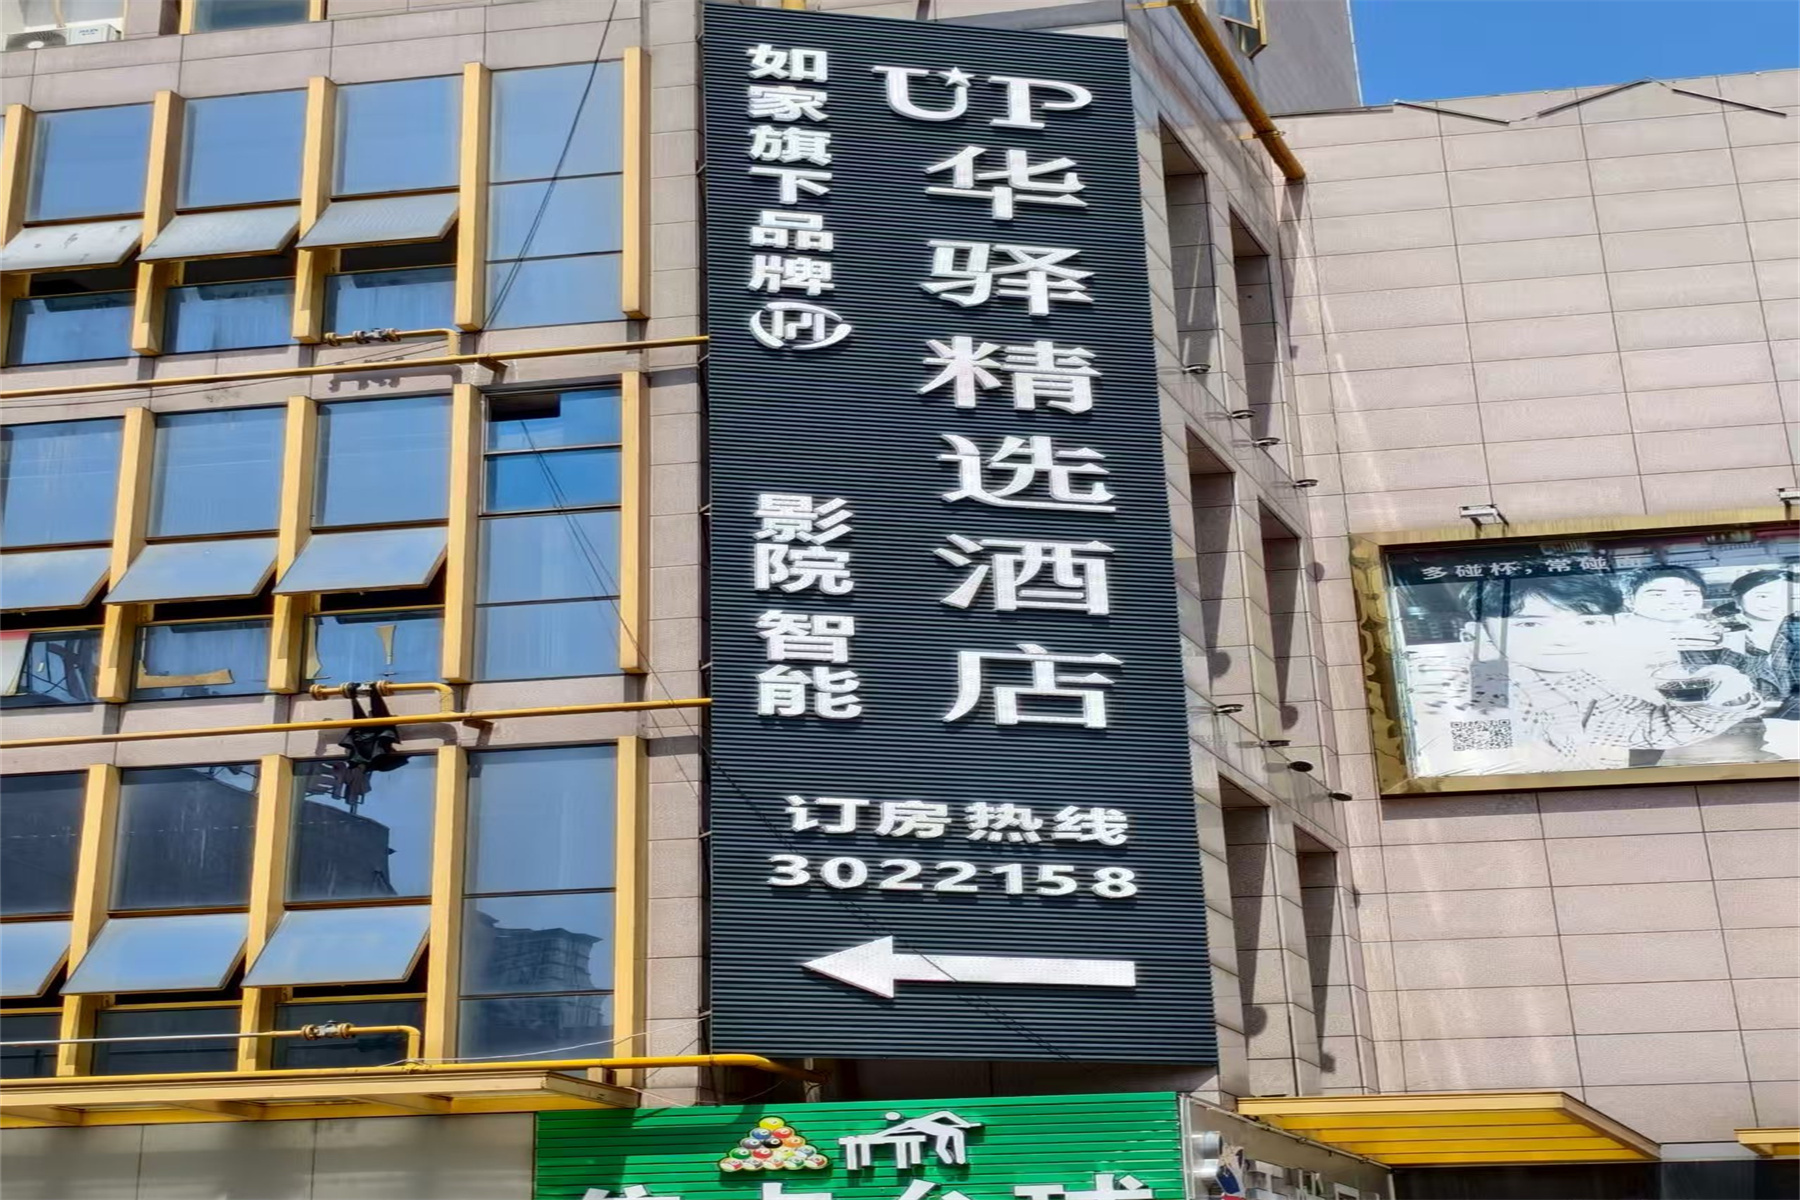 如家旗下品牌
影院 智能
UP
华驿精选酒店
订房热线
3022158
多碰杯，常碰面